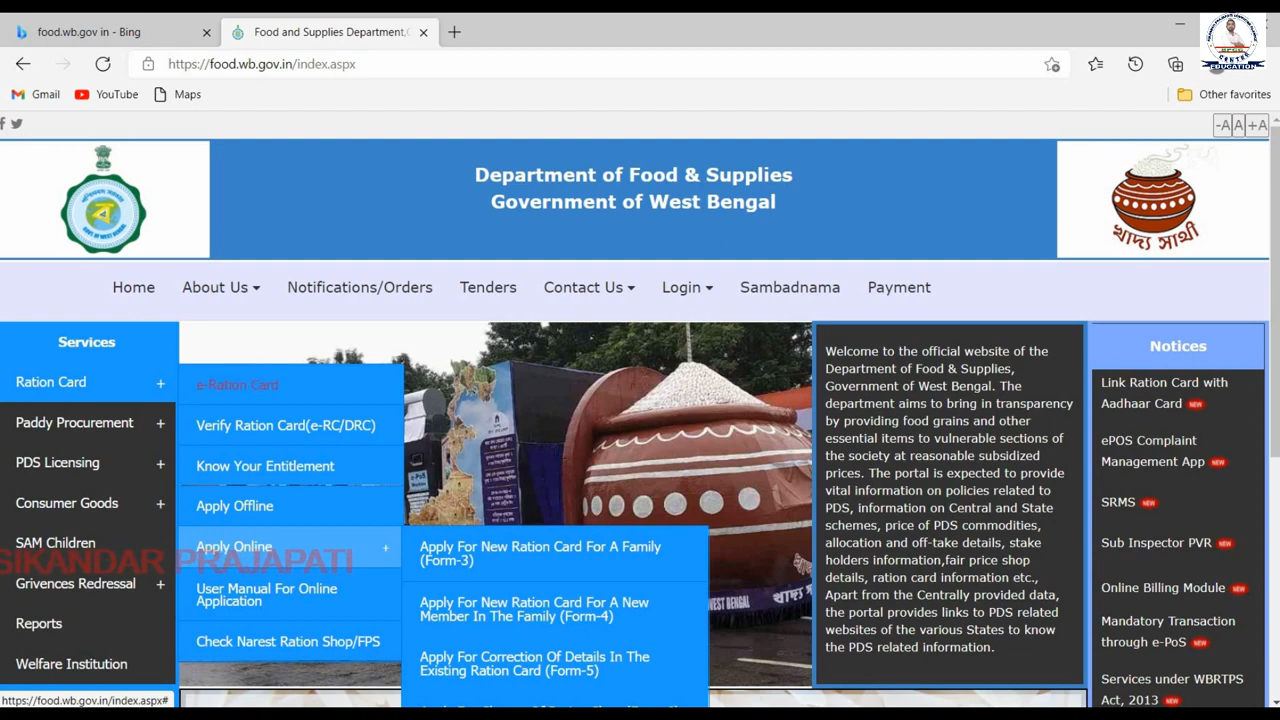 food.wb.gov in - Bing
Food and Supplies Department,
https://food.wb.gov.in/index.aspx
CENTER
EDUCATION
Gmail
YouTube
Maps
Other favorites
-A A +A
Department of Food & Supplies
Government of West Bengal
খাদ্য সাথী
Home
About Us
Notifications/Orders
Tenders
Contact Us
Login
Sambadnama
Payment
Services
Ration Card +
Paddy Procurement +
PDS Licensing +
Consumer Goods +
SAM Children
Grivences Redressal +
Reports
Welfare Institution
SIKANDAR PRAJAPATI
e-Ration Card
Verify Ration Card(e-RC/DRC)
Know Your Entitlement
Apply Offline
Apply Online +
User Manual For Online
Application
Check Narest Ration Shop/FPS
Apply For New Ration Card For A Family
(Form-3)
Apply For New Ration Card For A New
Member In The Family (Form-4)
Apply For Correction Of Details In The
Existing Ration Card (Form-5)
WEST BENGAL
Welcome to the official website of the
Department of Food & Supplies,
Government of West Bengal. The
department aims to bring in transparency
by providing food grains and other
essential items to vulnerable sections of
the society at reasonable subsidized
prices. The portal is expected to provide
vital information on policies related to
PDS, information on Central and State
schemes, price of PDS commodities,
allocation and off-take details, stake
holders information,fair price shop
details, ration card information etc.,
Apart from the Centrally provided data,
the portal provides links to PDS related
websites of the various States to know
the PDS related information.
Notices
Link Ration Card with
Aadhaar Card NEW
ePOS Complaint
Management App NEW
SRMS NEW
Sub Inspector PVR NEW
Online Billing Module NEW
Mandatory Transaction
through e-PoS NEW
Services under WBRTPS
Act, 2013 NEW
https://food.wb.gov.in/index.aspx#